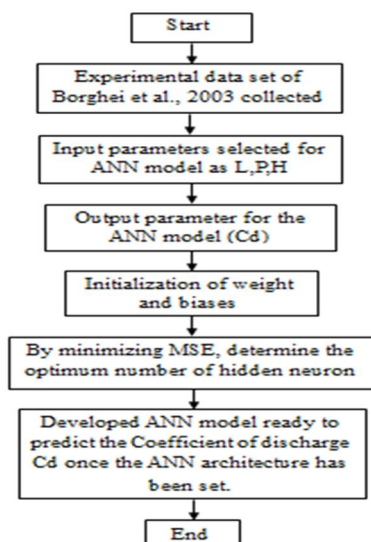 Start
Experimental data set of
Borghei et al., 2003 collected
Input parameters selected for
ANN model as L,P,H
Output parameter for the
ANN model (Cd)
Initialization of weight
and biases
By minimizing MSE, determine the
optimum number of hidden neuron
Developed ANN model ready to
predict the Coefficient of discharge
Cd once the ANN architecture has
been set.
End